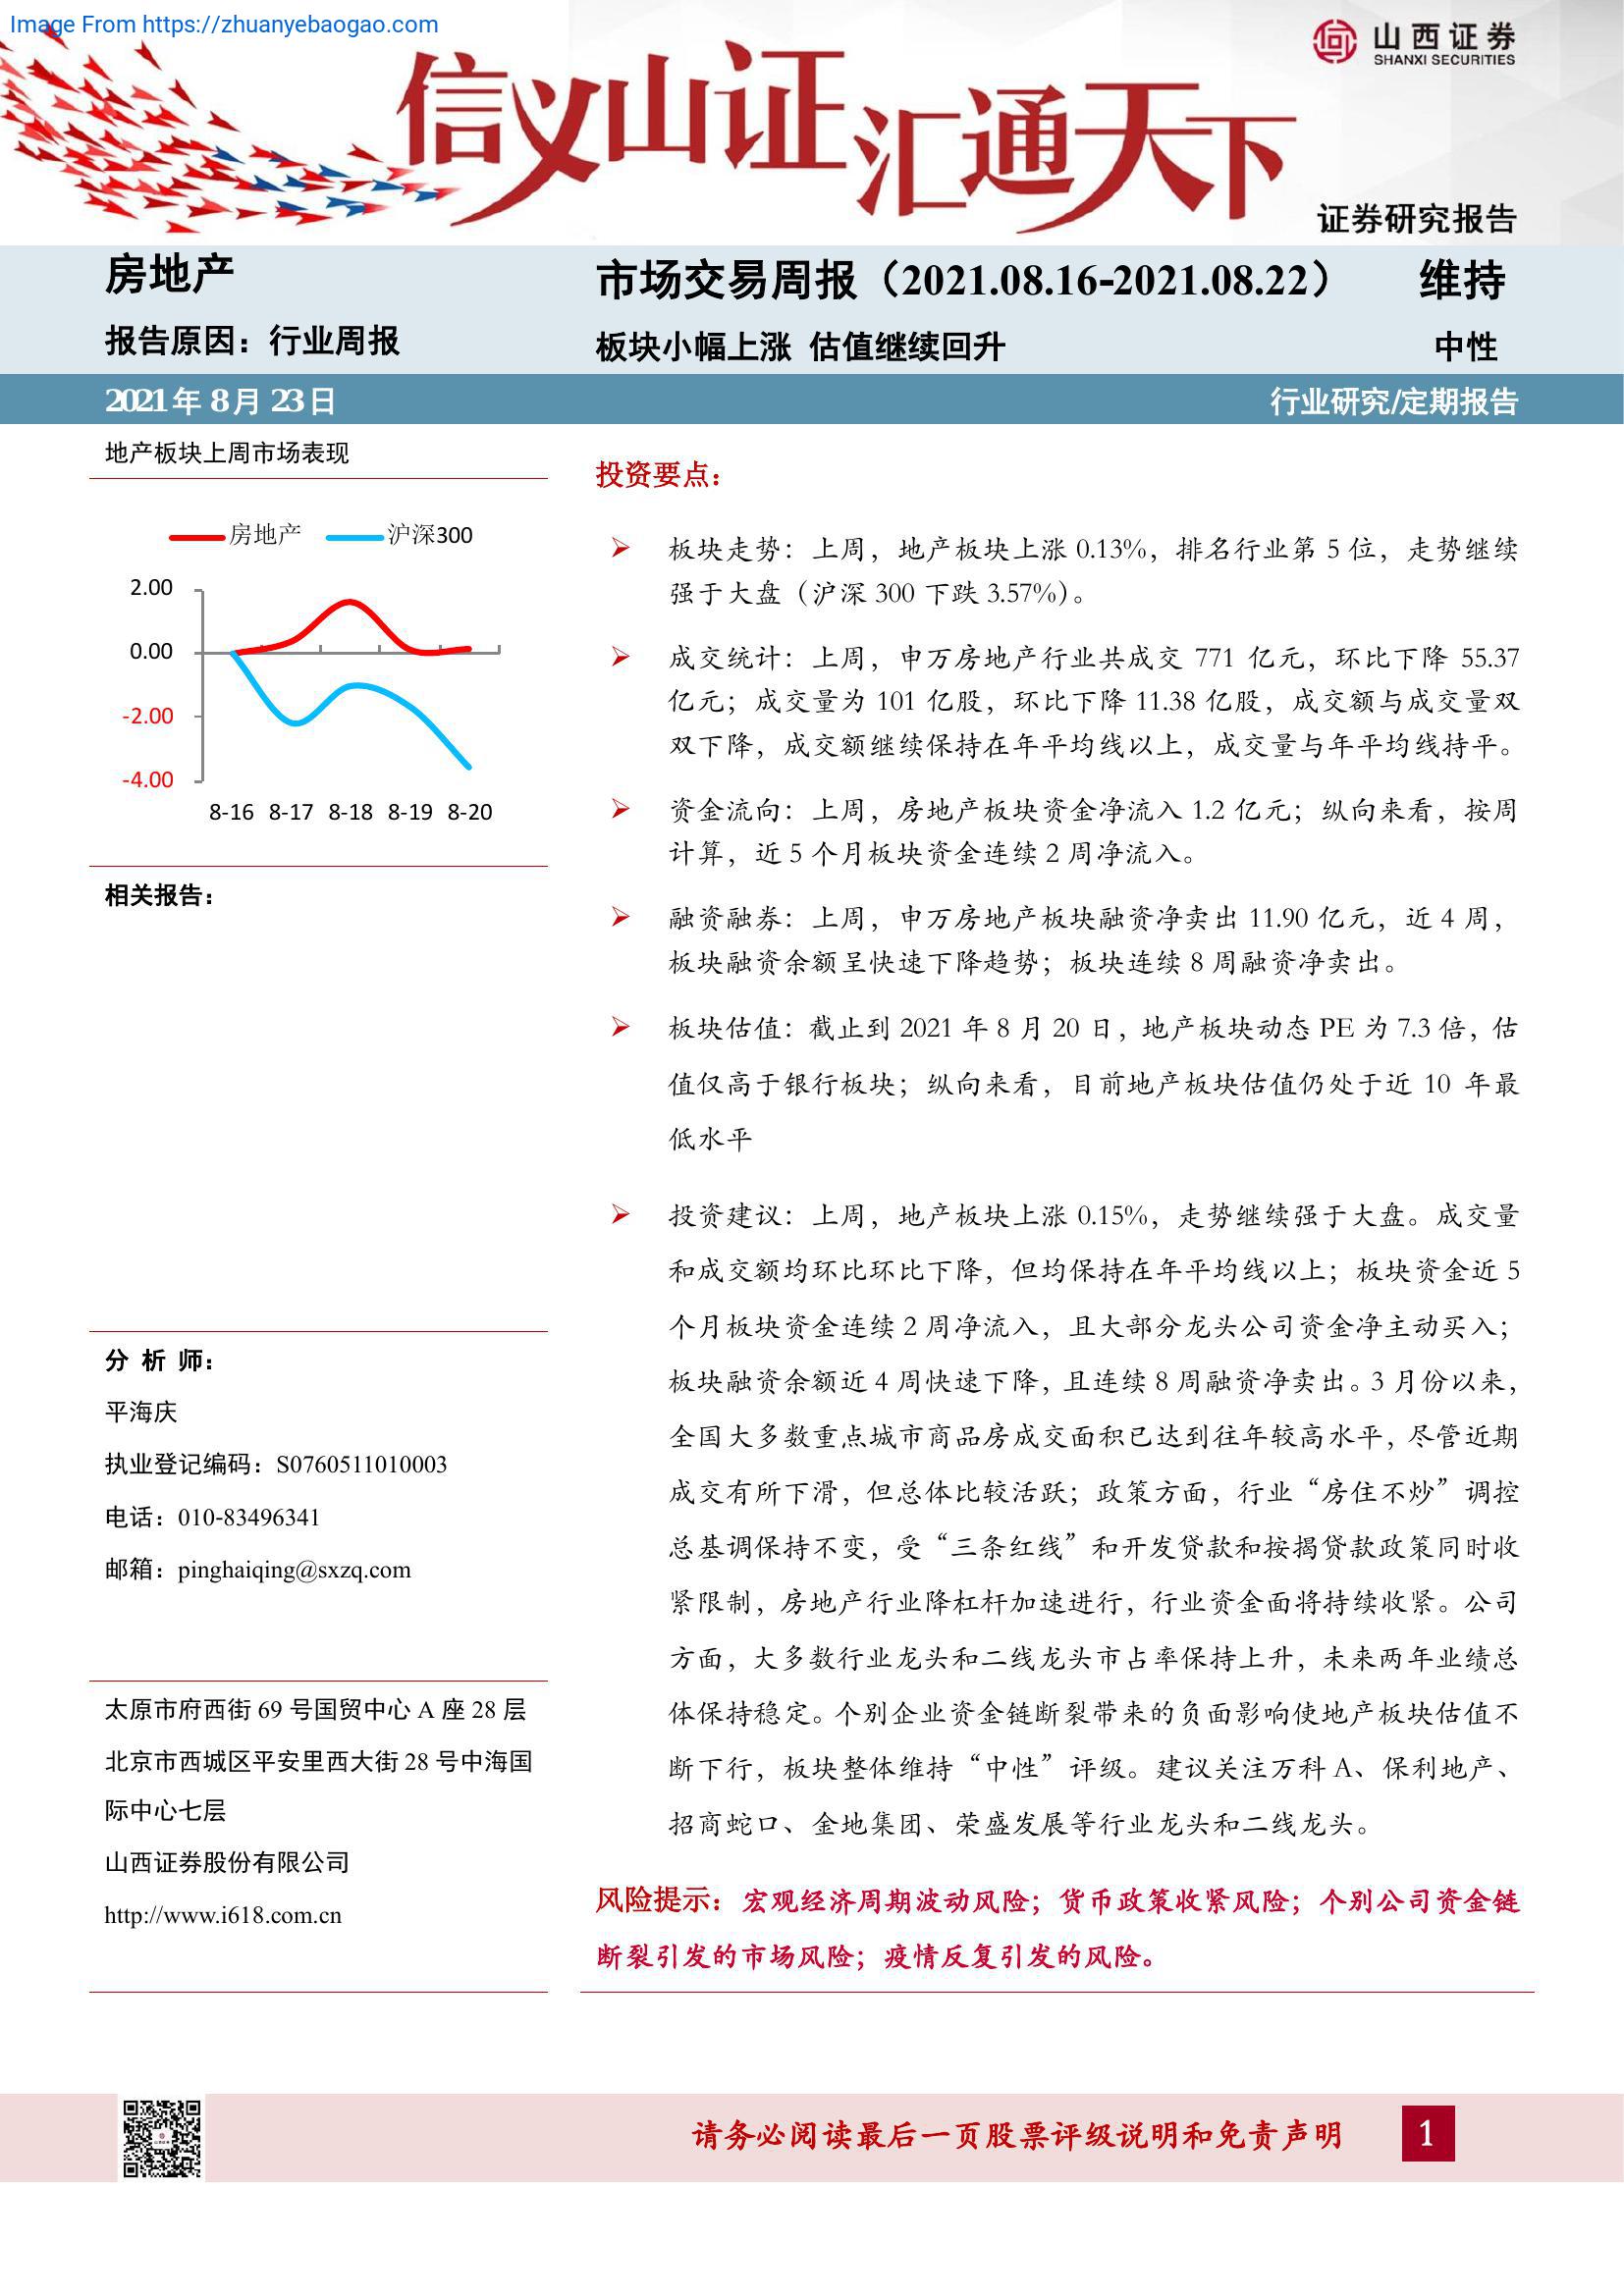 Image From https://zhuanyebaogao.com
山西证券
SHANXI SECURITIES
信义山证汇通天下
证券研究报告
房地产
报告原因：行业周报
市场交易周报（2021.08.16-2021.08.22）
维持
板块小幅上涨 估值继续回升
中性
2021年8月23日
行业研究/定期报告
地产板块上周市场表现
房地产 沪深300
2.00
0.00
-2.00
-4.00
8-16 8-17 8-18 8-19 8-20
相关报告：
分 析 师：
平海庆
执业登记编码：S0760511010003
电话：010-83496341
邮箱：pinghaiqing@sxzq.com
太原市府西街 69 号国贸中心 A 座 28 层
北京市西城区平安里西大街 28 号中海国
际中心七层
山西证券股份有限公司
http://www.i618.com.cn
投资要点：
板块走势：上周，地产板块上涨 0.13%，排名行业第 5 位，走势继续
强于大盘（沪深 300 下跌 3.57%）。
成交统计：上周，申万房地产行业共成交 771 亿元，环比下降 55.37
亿元；成交量为 101 亿股，环比下降 11.38 亿股，成交额与成交量双
双下降，成交额继续保持在年平均线以上，成交量与年平均线持平。
资金流向：上周，房地产板块资金净流入 1.2 亿元；纵向来看，按周
计算，近 5 个月板块资金连续 2 周净流入。
融资融券：上周，申万房地产板块融资净卖出 11.90 亿元，近 4 周，
板块融资余额呈快速下降趋势；板块连续 8 周融资净卖出。
板块估值：截止到 2021 年 8 月 20 日，地产板块动态 PE 为 7.3 倍，估
值仅高于银行板块；纵向来看，目前地产板块估值仍处于近 10 年最
低水平
投资建议：上周，地产板块上涨 0.15%，走势继续强于大盘。成交量
和成交额均环比环比下降，但均保持在年平均线以上；板块资金近 5
个月板块资金连续 2 周净流入，且大部分龙头公司资金净主动买入；
板块融资余额近 4 周快速下降，且连续 8 周融资净卖出。3 月份以来，
全国大多数重点城市商品房成交面积已达到往年较高水平，尽管近期
成交有所下滑，但总体比较活跃；政策方面，行业“房住不炒”调控
总基调保持不变，受“三条红线”和开发贷款和按揭贷款政策同时收
紧限制，房地产行业降杠杆加速进行，行业资金面将持续收紧。公司
方面，大多数行业龙头和二线龙头市占率保持上升，未来两年业绩总
体保持稳定。个别企业资金链断裂带来的负面影响使地产板块估值不
断下行，板块整体维持“中性”评级。建议关注万科 A、保利地产、
招商蛇口、金地集团、荣盛发展等行业龙头和二线龙头。
风险提示：宏观经济周期波动风险；货币政策收紧风险；个别公司资金链
断裂引发的市场风险；疫情反复引发的风险。
请务必阅读最后一页股票评级说明和免责声明
1